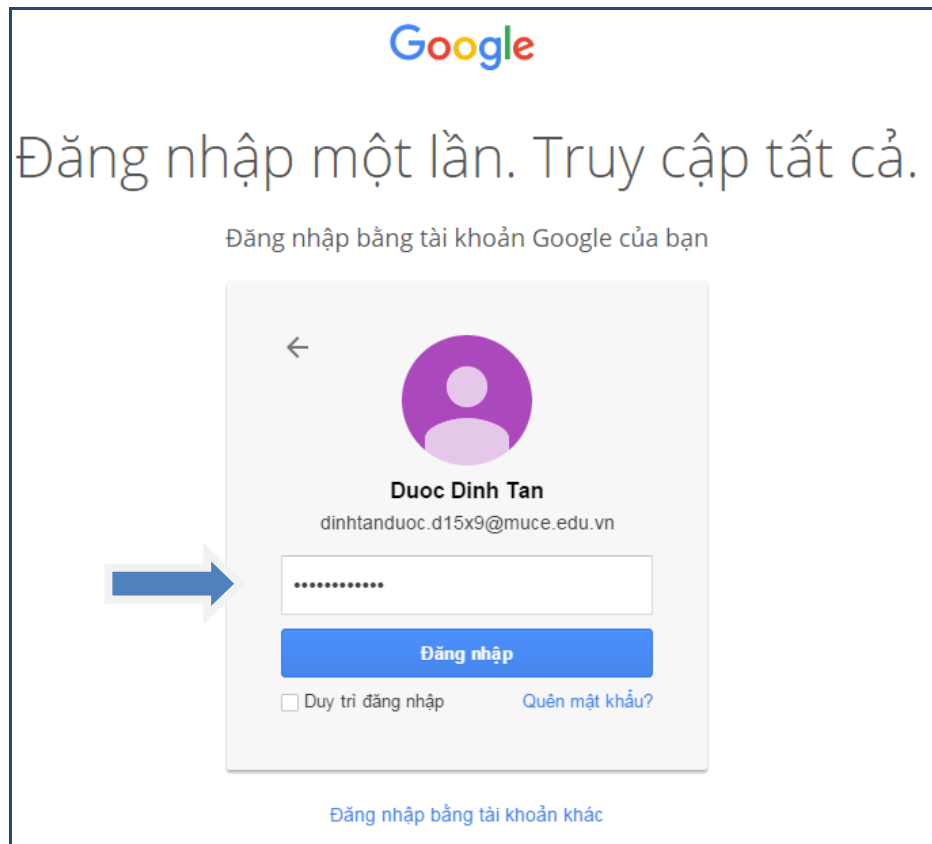 Google
Đăng nhập một lần. Truy cập tất cả.
Đăng nhập bằng tài khoản Google của bạn
Duoc Dinh Tan
dinhtanduoc.d15x9@muce.edu.vn
••••••••••••
Đăng nhập
Duy trì đăng nhập Quên mật khẩu?
Đăng nhập bằng tài khoản khác